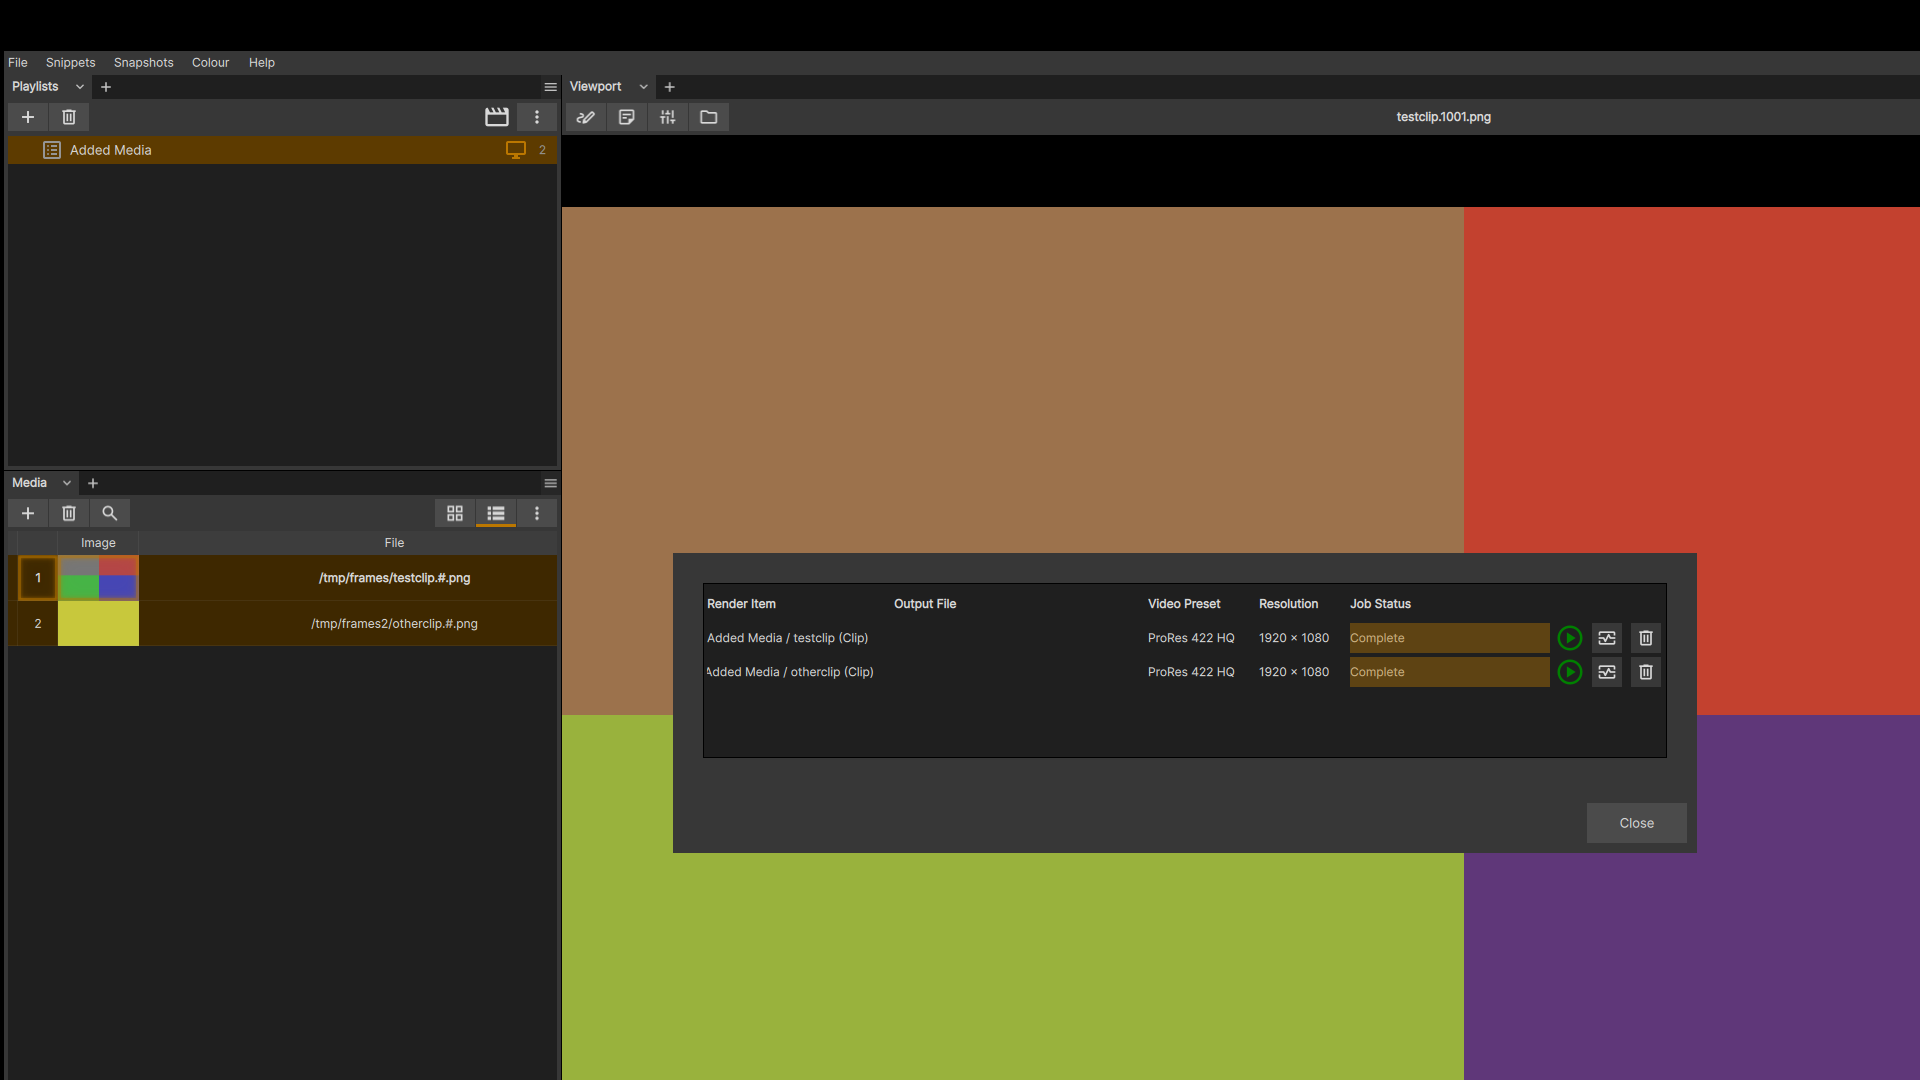 File Snippets Snapshots Colour Help
Playlists
Viewport
testclip.1001.png
Added Media 2
Media
Image File
1 /tmp/frames/testclip.#.png
2 /tmp/frames2/otherclip.#.png
Render Item Output File Video Preset Resolution Job Status
Added Media / testclip (Clip) ProRes 422 HQ 1920 × 1080 Complete
Added Media / otherclip (Clip) ProRes 422 HQ 1920 × 1080 Complete
Close